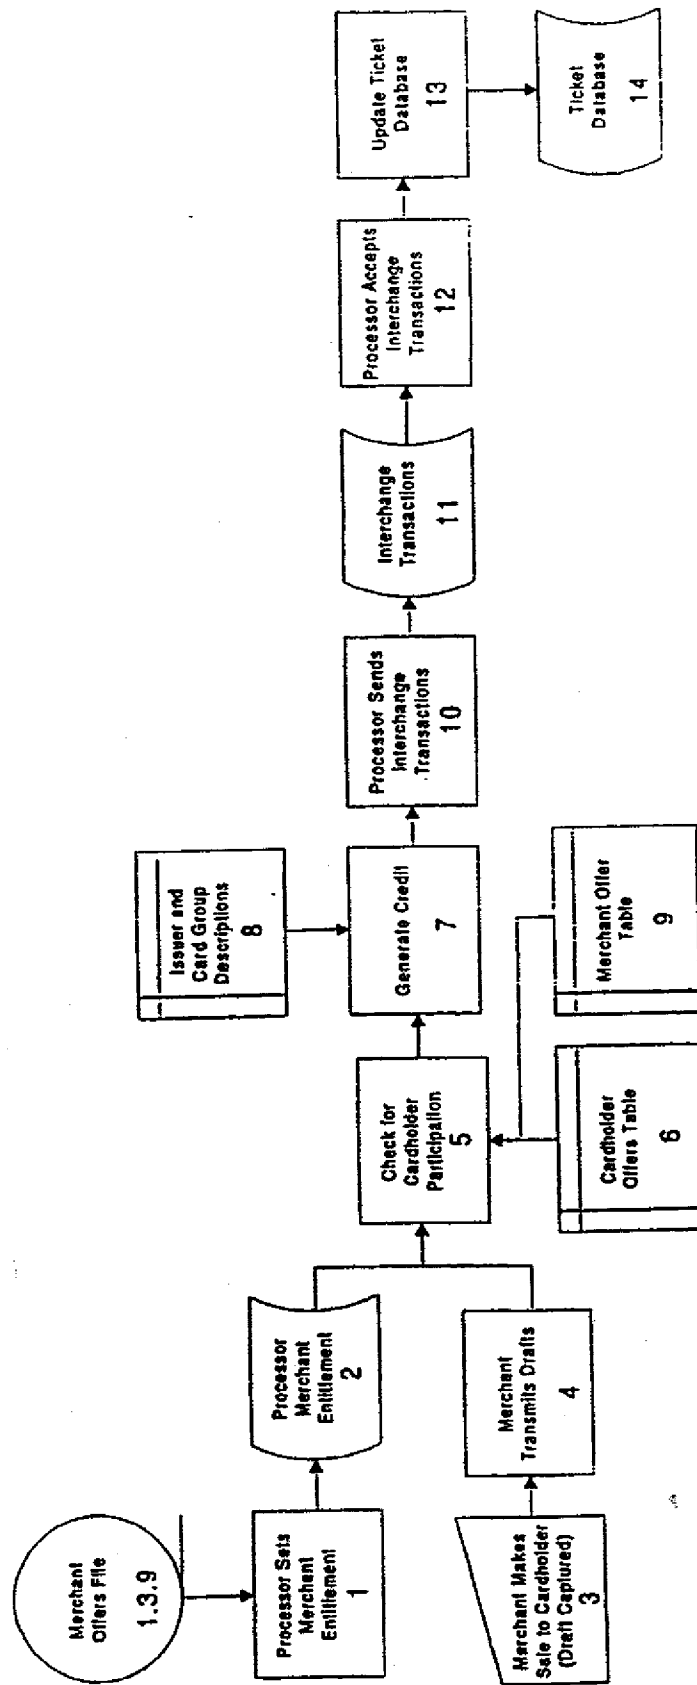 Merchant
Offers File
1.3.9
Processor Sets
Merchant
Entitlement
1
Processor
Merchant
Entitlement
2
Merchant Makes
Sale to Cardholder
(Draft Captured)
3
Merchant
Transmits Drafts
4
Check for
Cardholder
Participation
5
Cardholder
Offers Table
6
Generate Credit
7
Issuer and
Card Group
Descriptions
8
Merchant Offer
Table
9
Processor Sends
Interchange
Transactions
10
Interchange
Transactions
11
Processor Accepts
Interchange
Transactions
12
Update Ticket
Database
13
Ticket
Database
14